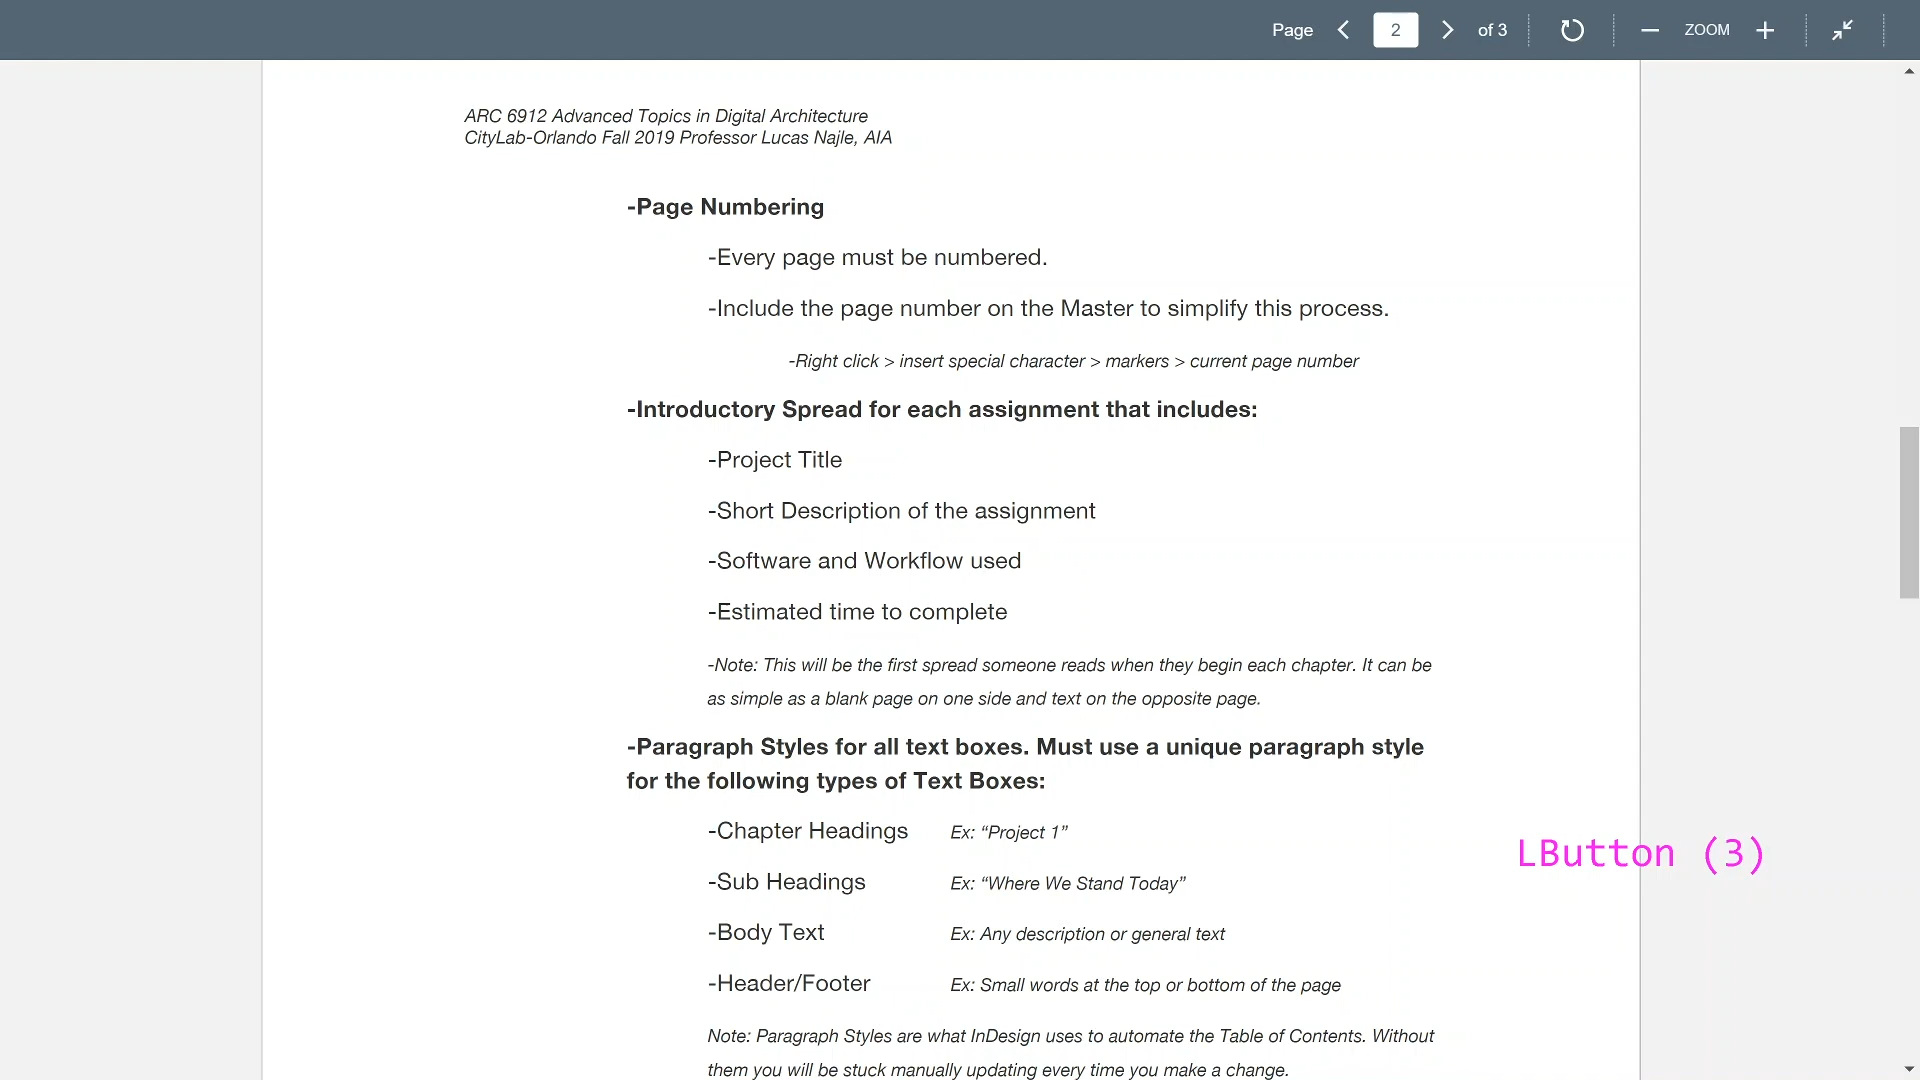 Page 2 of 3 ZOOM
ARC 6912 Advanced Topics in Digital Architecture
CityLab-Orlando Fall 2019 Professor Lucas Najle, AIA
-Page Numbering
-Every page must be numbered.
-Include the page number on the Master to simplify this process.
-Right click > insert special character > markers > current page number
-Introductory Spread for each assignment that includes:
-Project Title
-Short Description of the assignment
-Software and Workflow used
-Estimated time to complete
-Note: This will be the first spread someone reads when they begin each chapter. It can be
as simple as a blank page on one side and text on the opposite page.
-Paragraph Styles for all text boxes. Must use a unique paragraph style
for the following types of Text Boxes:
-Chapter Headings Ex: “Project 1”
LButton (3)
-Sub Headings Ex: “Where We Stand Today”
-Body Text Ex: Any description or general text
-Header/Footer Ex: Small words at the top or bottom of the page
Note: Paragraph Styles are what InDesign uses to automate the Table of Contents. Without
them you will be stuck manually updating every time you make a change.